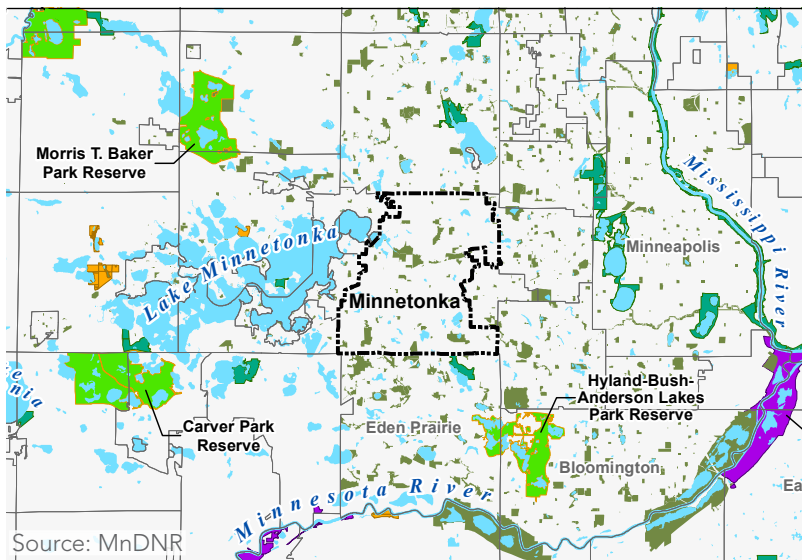 Morris T. Baker
Park Reserve
Mississippi River
Minneapolis
Lake Minnetonka
Minnetonka
Hyland-Bush-
Anderson Lakes
Park Reserve
Carver Park
Reserve
Eden Prairie
Bloomington
Minnesota River
Source: MnDNR